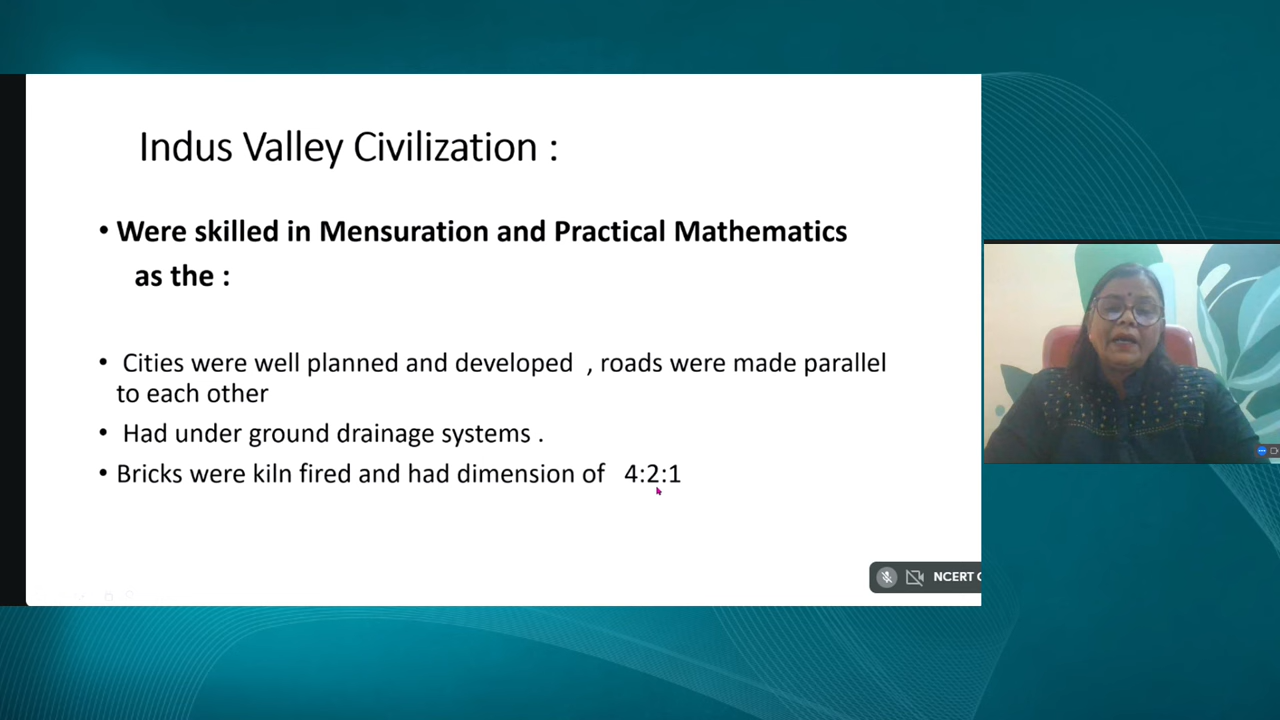 Indus Valley Civilization :
• Were skilled in Mensuration and Practical Mathematics
as the :
• Cities were well planned and developed , roads were made parallel
to each other
• Had under ground drainage systems .
• Bricks were kiln fired and had dimension of 4:2:1
NCERT